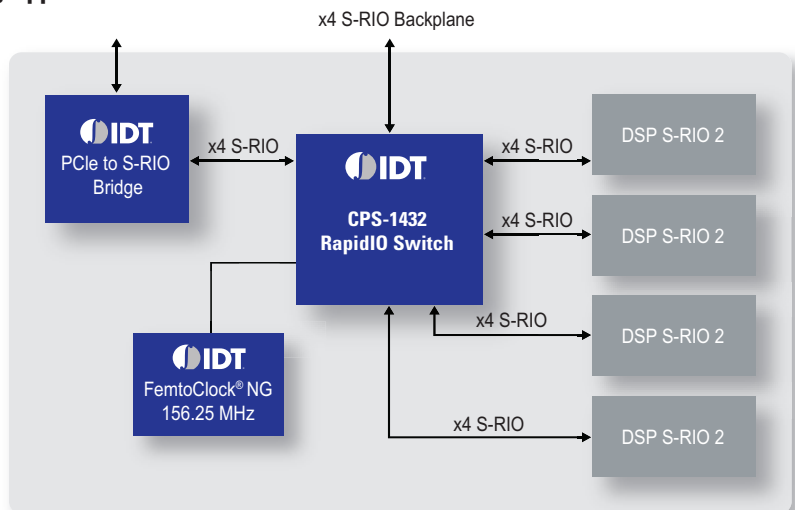 x4 S-RIO Backplane
IDT
PCIe to S-RIO
Bridge
x4 S-RIO
IDT
CPS-1432
RapidIO Switch
x4 S-RIO
DSP S-RIO 2
x4 S-RIO
DSP S-RIO 2
x4 S-RIO
DSP S-RIO 2
x4 S-RIO
DSP S-RIO 2
IDT
FemtoClock® NG
156.25 MHz